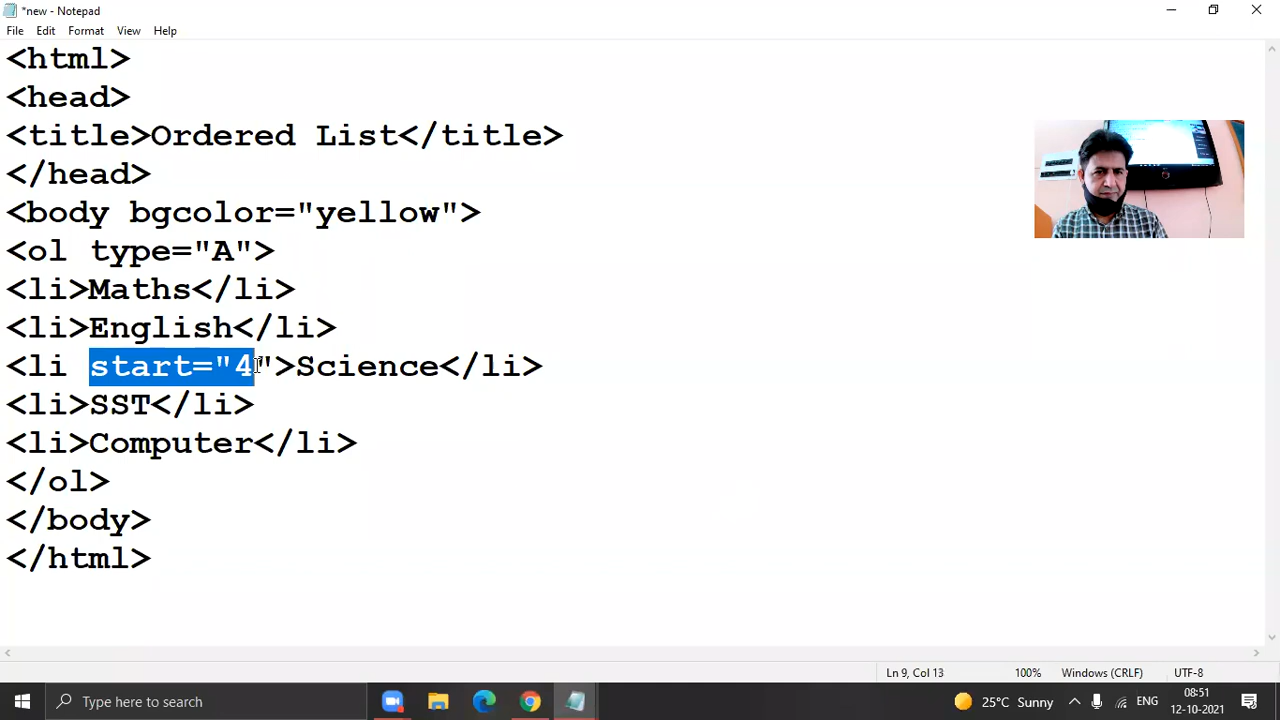 *new - Notepad
File Edit Format View Help
<html>
<head>
<title>Ordered List</title>
</head>
<body bgcolor="yellow">
<ol type="A">
<li>Maths</li>
<li>English</li>
<li start="4">Science</li>
<li>SST</li>
<li>Computer</li>
</ol>
</body>
</html>
Ln 9, Col 13 100% Windows (CRLF) UTF-8
Type here to search 25°C Sunny ENG 08:51
12-10-2021